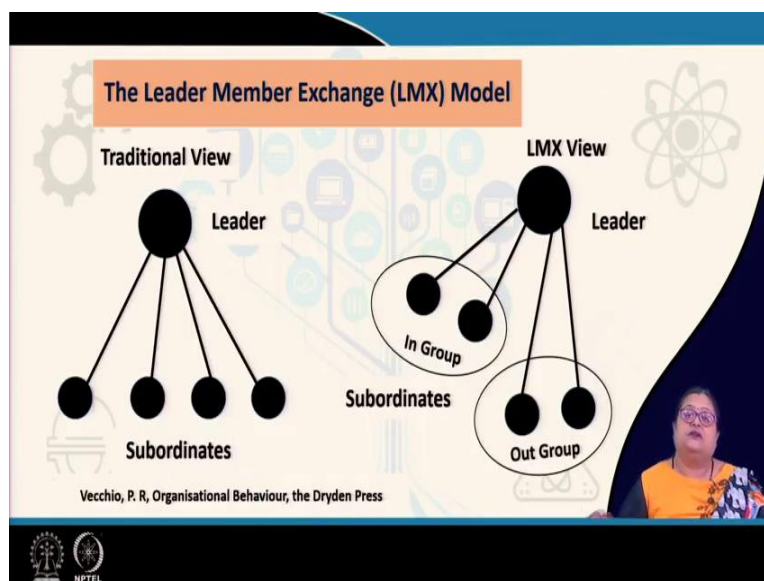 The Leader Member Exchange (LMX) Model
Traditional View
Leader
Subordinates
LMX View
Leader
In Group
Subordinates
Out Group
Vecchio, P. R, Organisational Behaviour, the Dryden Press
NPTEL